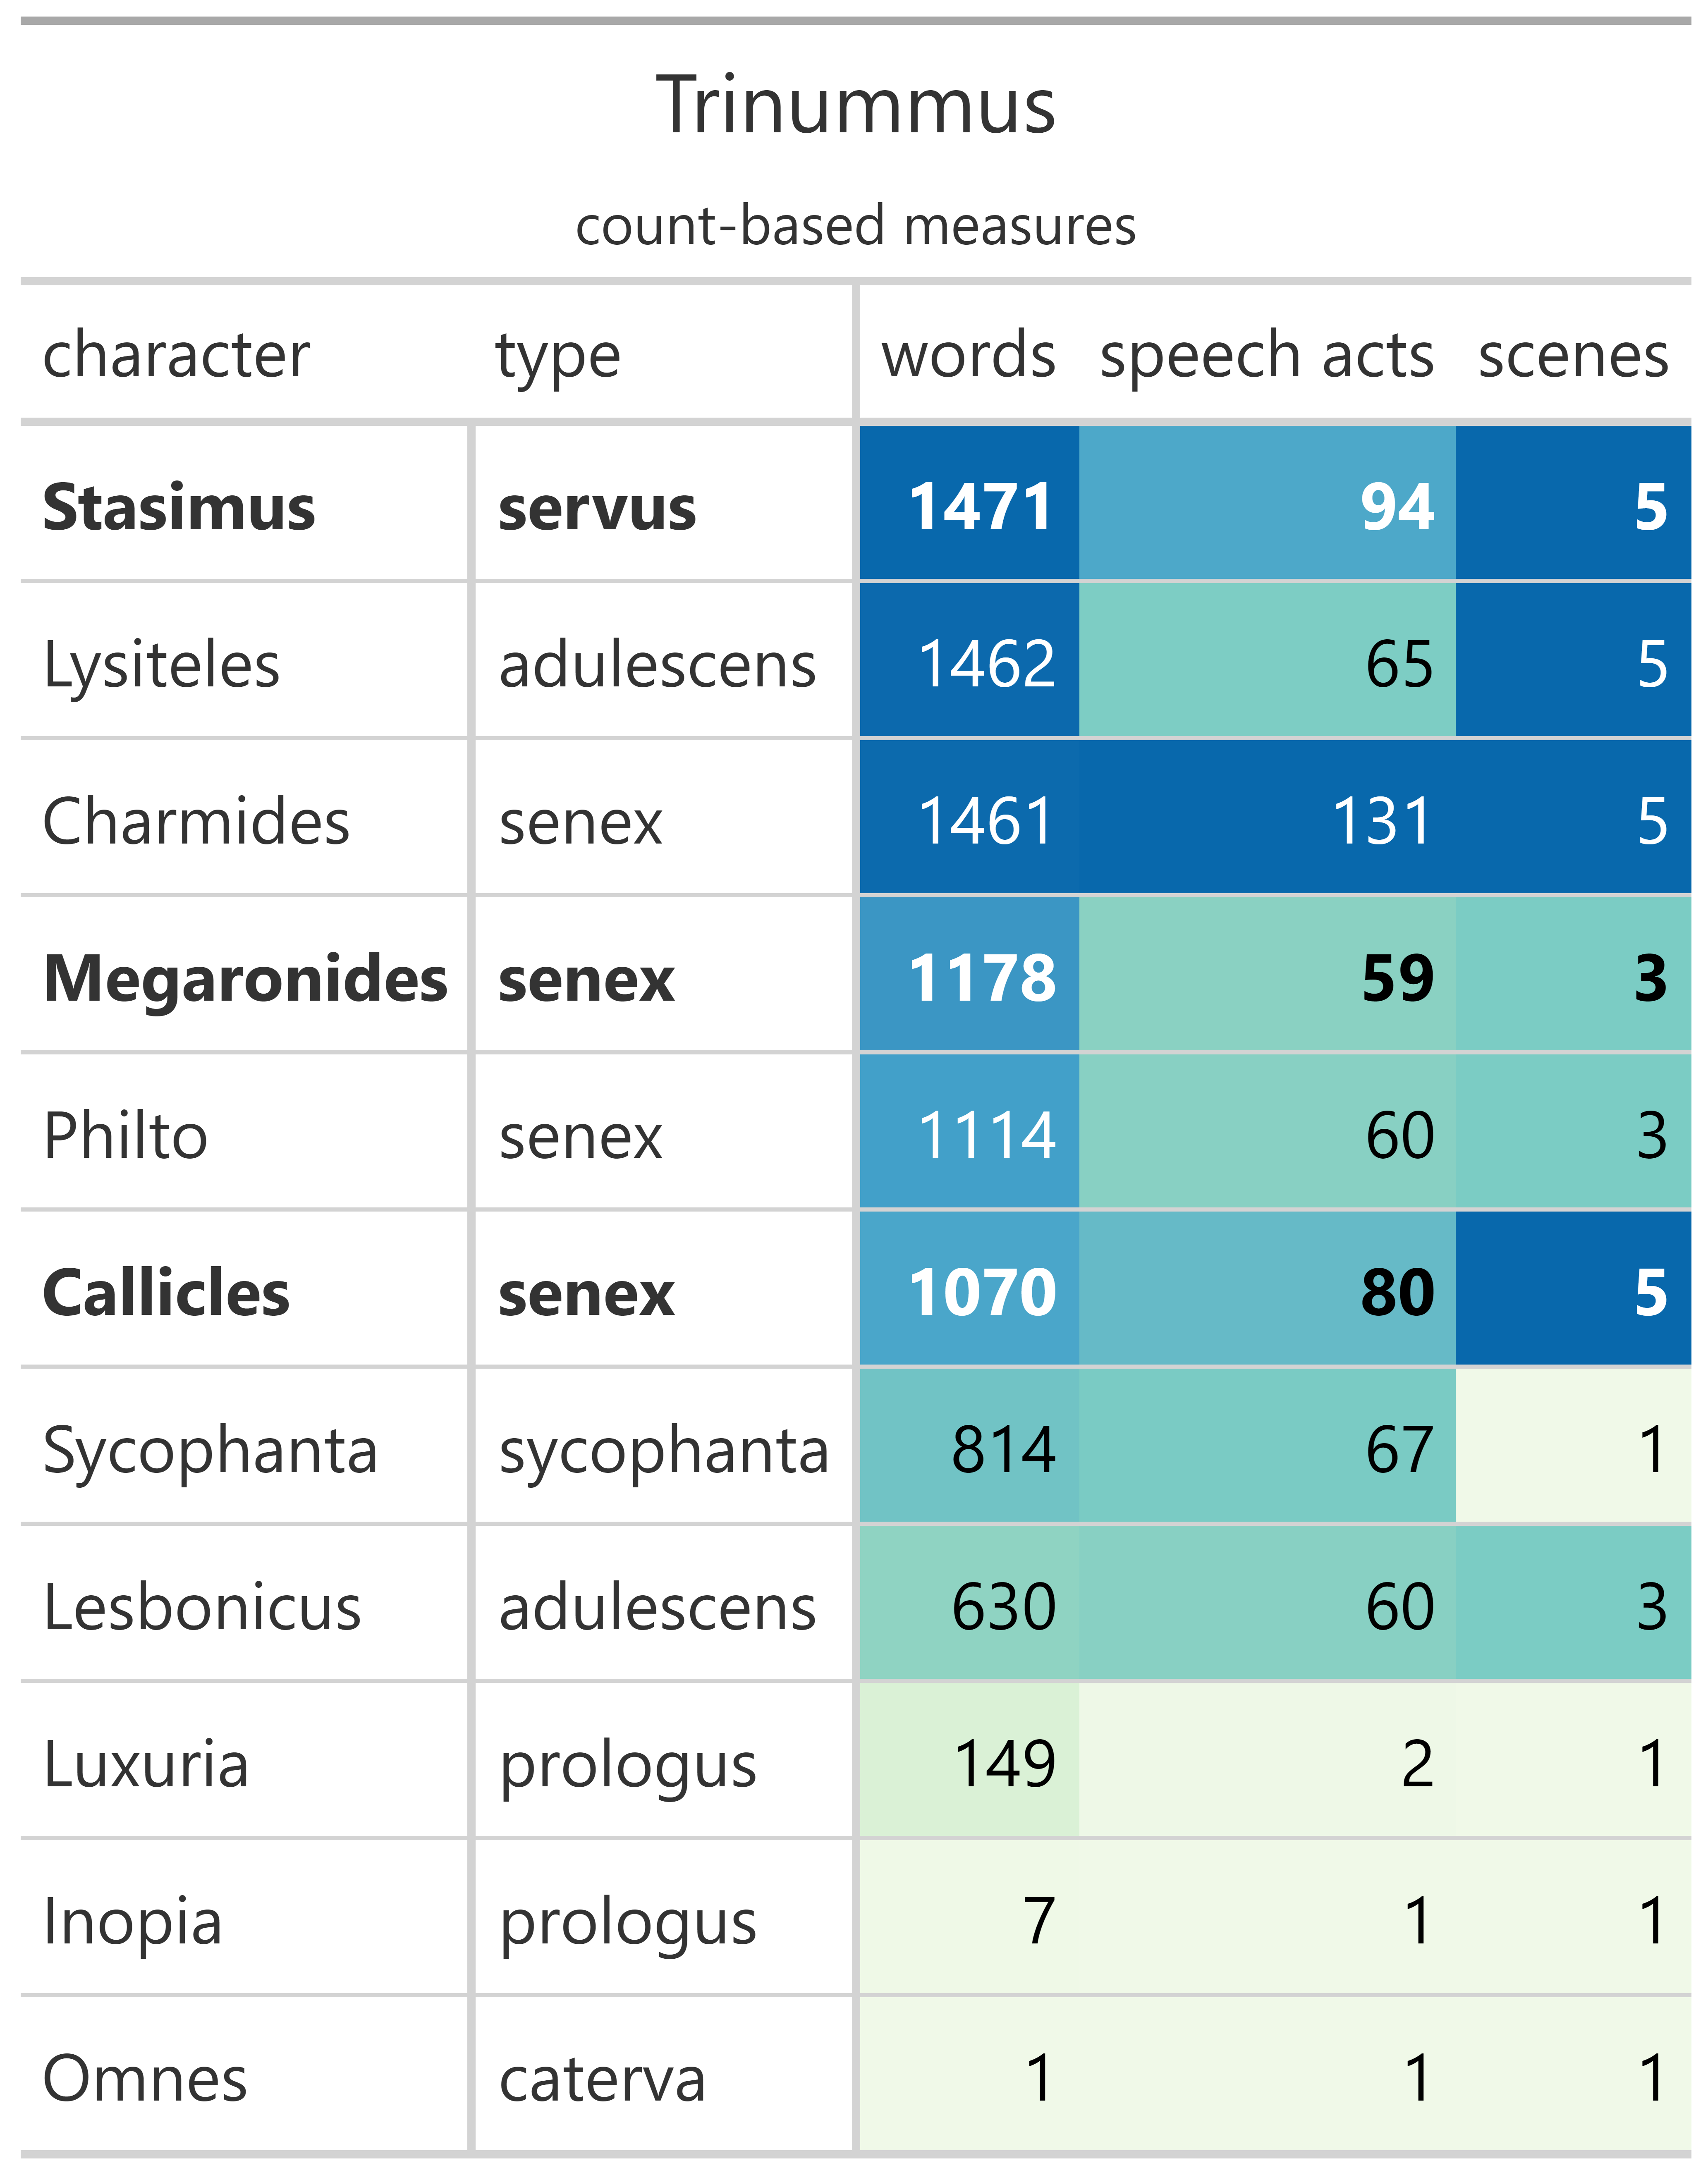 Trinummus
count-based measures
character type words speech acts scenes
Stasimus servus 1471 94 5
Lysiteles adulescens 1462 65 5
Charmides senex 1461 131 5
Megaronides senex 1178 59 3
Philto senex 1114 60 3
Callicles senex 1070 80 5
Sycophanta sycophanta 814 67 1
Lesbonicus adulescens 630 60 3
Luxuria prologus 149 2 1
Inopia prologus 7 1 1
Omnes caterva 1 1 1